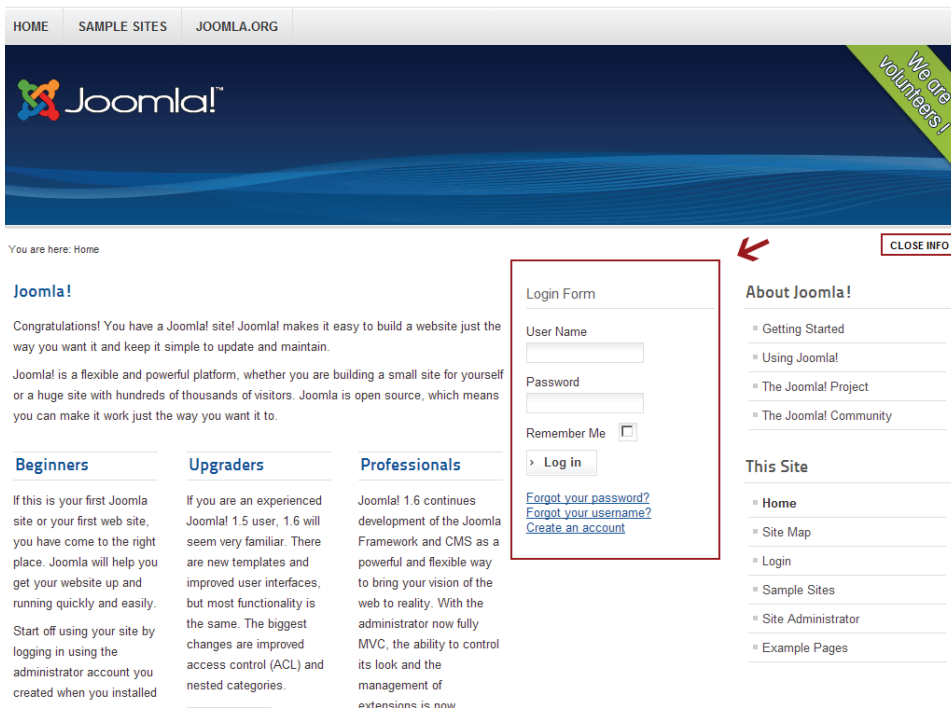 HOME SAMPLE SITES JOOMLA.ORG
Joomla!™
We are
volunteers!
You are here: Home
CLOSE INFO
Joomla!
Congratulations! You have a Joomla! site! Joomla! makes it easy to build a website just the
way you want it and keep it simple to update and maintain.
Joomla! is a flexible and powerful platform, whether you are building a small site for yourself
or a huge site with hundreds of thousands of visitors. Joomla is open source, which means
you can make it work just the way you want it to.
Beginners
If this is your first Joomla
site or your first web site,
you have come to the right
place. Joomla will help you
get your website up and
running quickly and easily.
Start off using your site by
logging in using the
administrator account you
created when you installed
Upgraders
If you are an experienced
Joomla! 1.5 user, 1.6 will
seem very familiar. There
are new templates and
improved user interfaces,
but most functionality is
the same. The biggest
changes are improved
access control (ACL) and
nested categories.
Professionals
Joomla! 1.6 continues
development of the Joomla
Framework and CMS as a
powerful and flexible way
to bring your vision of the
web to reality. With the
administrator now fully
MVC, the ability to control
its look and the
management of
extensions is now
Login Form
User Name
Password
Remember Me
Log in
Forgot your password?
Forgot your username?
Create an account
About Joomla!
Getting Started
Using Joomla!
The Joomla! Project
The Joomla! Community
This Site
Home
Site Map
Login
Sample Sites
Site Administrator
Example Pages